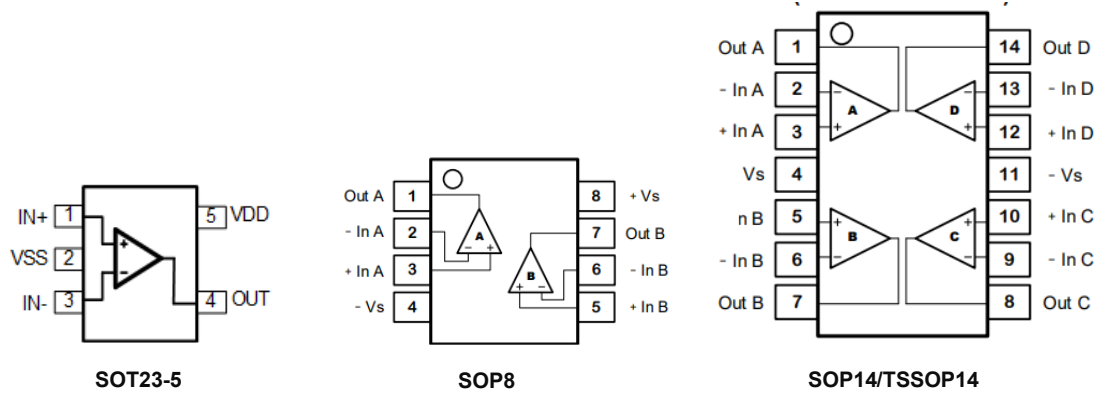 IN+ 1
VSS 2
IN- 3
5 VDD
4 OUT
+
−
SOT23-5
Out A 1
- In A 2
+ In A 3
- Vs 4
8 + Vs
7 Out B
6 - In B
5 + In B
A
− +
B
+ −
SOP8
Out A 1
- In A 2
+ In A 3
Vs 4
n B 5
- In B 6
Out B 7
14 Out D
13 - In D
12 + In D
11 - Vs
10 + In C
9 - In C
8 Out C
− A +
− D +
+ B −
+ C −
SOP14/TSSOP14